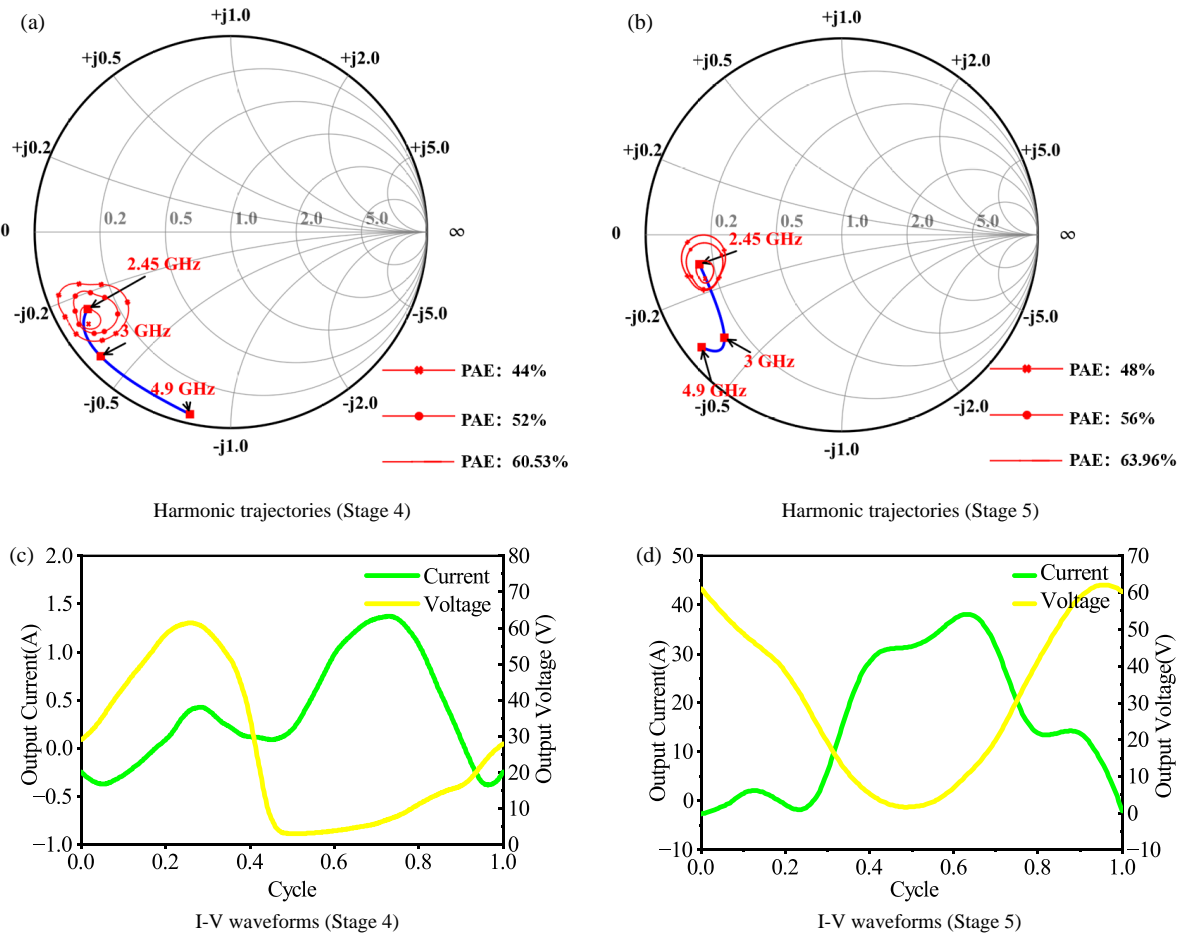 (a)
+j1.0
+j0.5
+j2.0
+j0.2
+j5.0
0
0.2
0.5
1.0
2.0
5.0
∞
2.45 GHz
-j0.2
3 GHz
-j5.0
4.9 GHz
-j0.5
-j2.0
-j1.0
PAE: 44%
PAE: 52%
PAE: 60.53%
Harmonic trajectories (Stage 4)
(b)
+j1.0
+j0.5
+j2.0
+j0.2
+j5.0
0
0.2
0.5
1.0
2.0
5.0
∞
2.45 GHz
-j0.2
-j5.0
3 GHz
4.9 GHz
-j0.5
-j2.0
-j1.0
PAE: 48%
PAE: 56%
PAE: 63.96%
Harmonic trajectories (Stage 5)
(c)
2.0
1.5
1.0
0.5
0.0
−0.5
−1.0
Output Current(A)
Current
Voltage
80
70
60
50
40
30
20
10
0
Output Voltage (V)
0.0 0.2 0.4 0.6 0.8 1.0
Cycle
I-V waveforms (Stage 4)
(d)
50
40
30
20
10
0
−10
Output Current(A)
Current
Voltage
70
60
50
40
30
20
10
0
−10
Output Voltage(V)
0.0 0.2 0.4 0.6 0.8 1.0
Cycle
I-V waveforms (Stage 5)